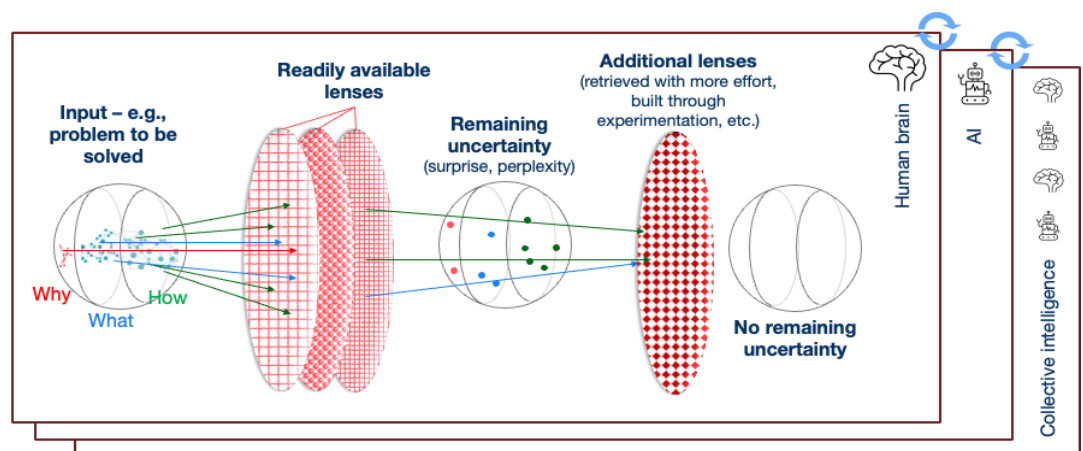 Input – e.g.,
problem to be
solved
Why
What
How
Readily available
lenses
Remaining
uncertainty
(surprise, perplexity)
Additional lenses
(retrieved with more effort,
built through
experimentation, etc.)
No remaining
uncertainty
Human brain
AI
Collective intelligence